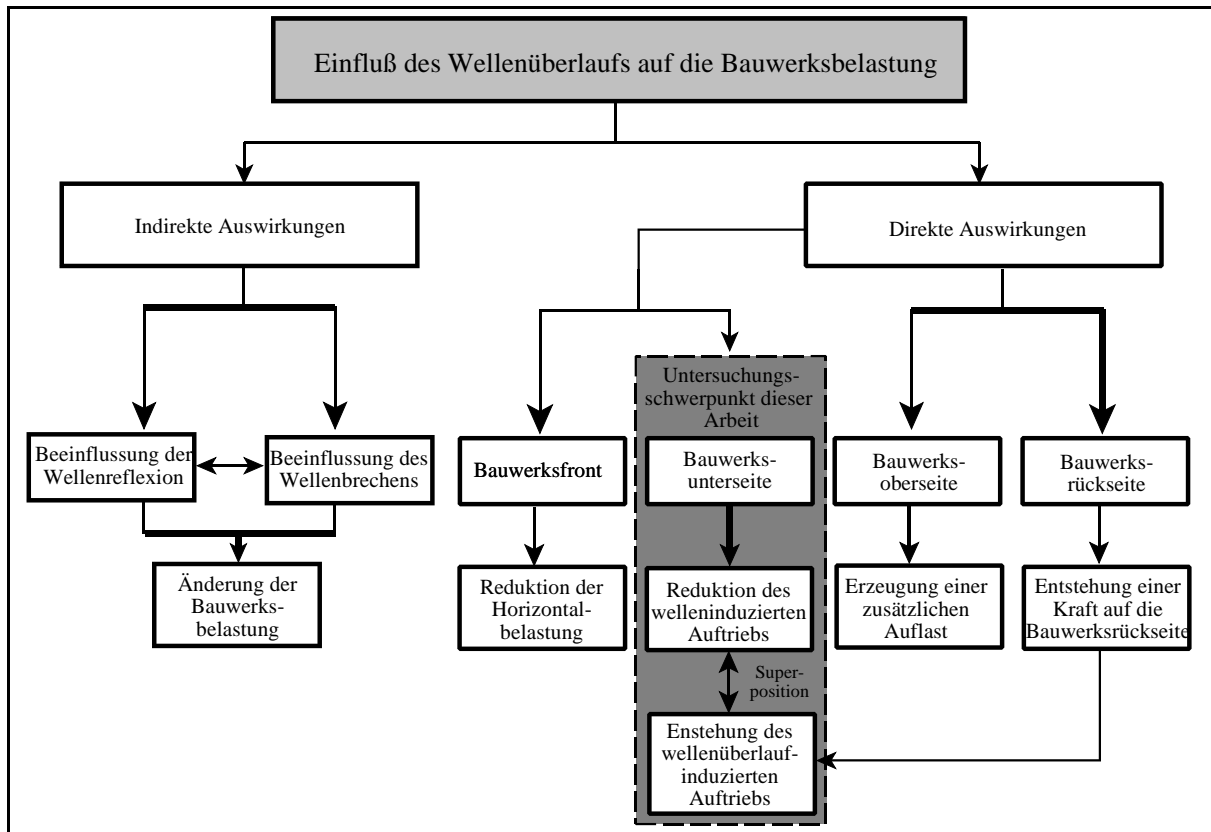 Einfluß des Wellenüberlaufs auf die Bauwerksbelastung
Indirekte Auswirkungen
Direkte Auswirkungen
Beeinflussung der
Wellenreflexion
Beeinflussung des
Wellenbrechens
Änderung der
Bauwerks-
belastung
Untersuchungs-
schwerpunkt dieser
Arbeit
Bauwerksfront
Bauwerks-
unterseite
Bauwerks-
oberseite
Bauwerks-
rückseite
Reduktion der
Horizontal-
belastung
Reduktion des
welleninduzierten
Auftriebs
Erzeugung einer
zusätzlichen
Auflast
Entstehung einer
Kraft auf die
Bauwerksrückseite
Super-
position
Enstehung des
wellenüberlauf-
induzierten
Auftriebs